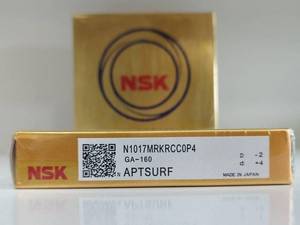 NSK
NSK
N1017MRKRCC0P4
GA-160
APTSURF
MADE IN JAPAN